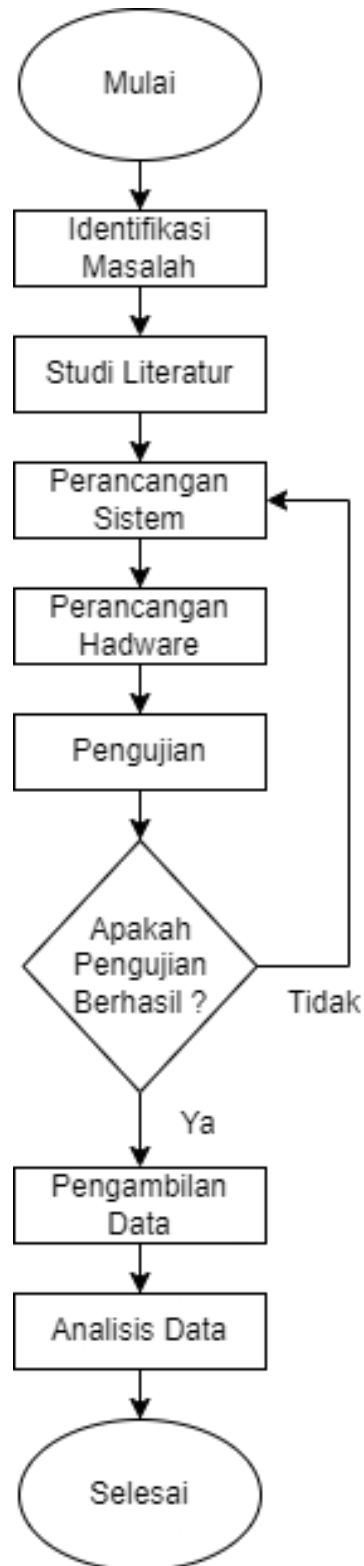 Mulai
Identifikasi
Masalah
Studi Literatur
Perancangan
Sistem
Perancangan
Hadware
Pengujian
Apakah
Pengujian
Berhasil ?
Tidak
Ya
Pengambilan
Data
Analisis Data
Selesai